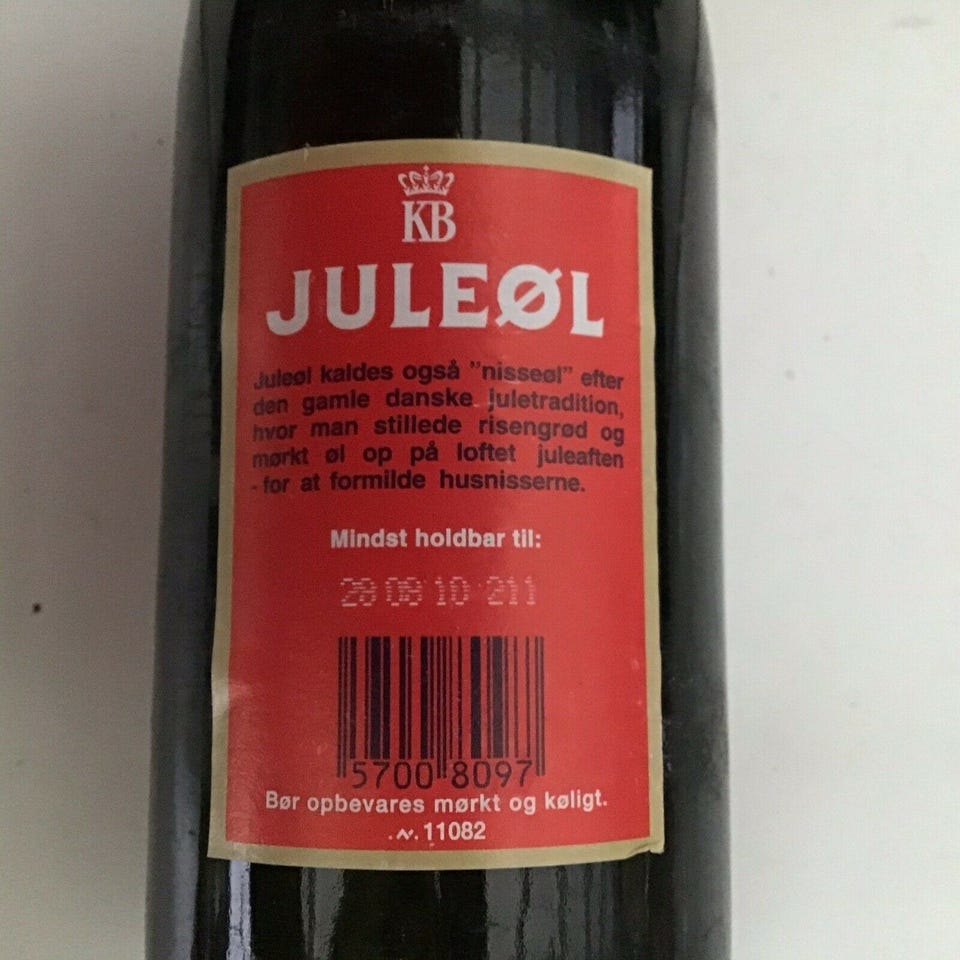 KB
JULEØL
Juleøl kaldes også "nisseøl" efter
den gamle danske juletradition,
hvor man stillede risengrød og
mørkt øl op på loftet juleaften
-for at formilde husnisserne.
Mindst holdbar til:
28 08 10 211
5700 8097
Bør opbevares mørkt og køligt.
.~. 11082